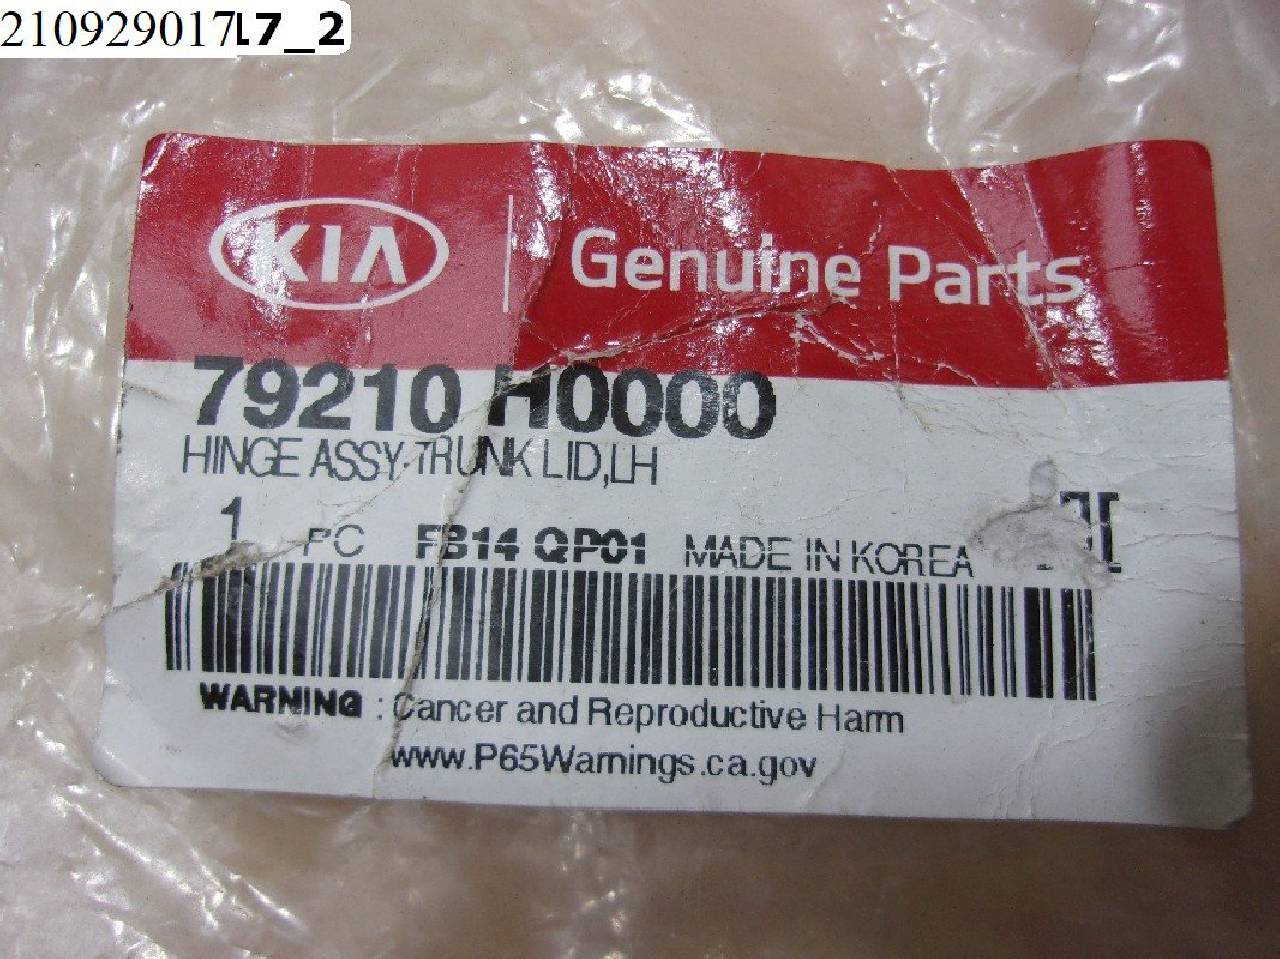 21092901717_2
KIA Genuine Parts
79210 H0000
HINGE ASSY-TRUNK LID,LH
1 PC FB14 QP01 MADE IN KOREA
WARNING : Cancer and Reproductive Harm
www.P65Warnings.ca.gov